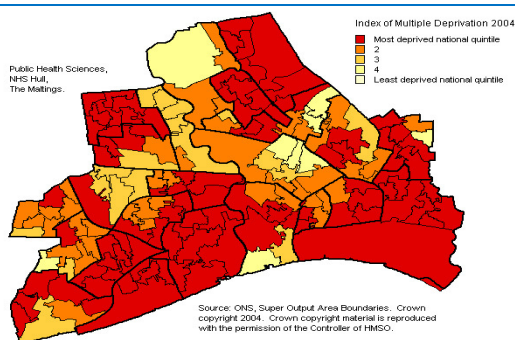 Index of Multiple Deprivation 2004
Most deprived national quintile
2
3
4
Least deprived national quintile
Public Health Sciences,
NHS Hull,
The Maltings.
Source: ONS, Super Output Area Boundaries. Crown
copyright 2004. Crown copyright material is reproduced
with the permission of the Controller of HMSO.